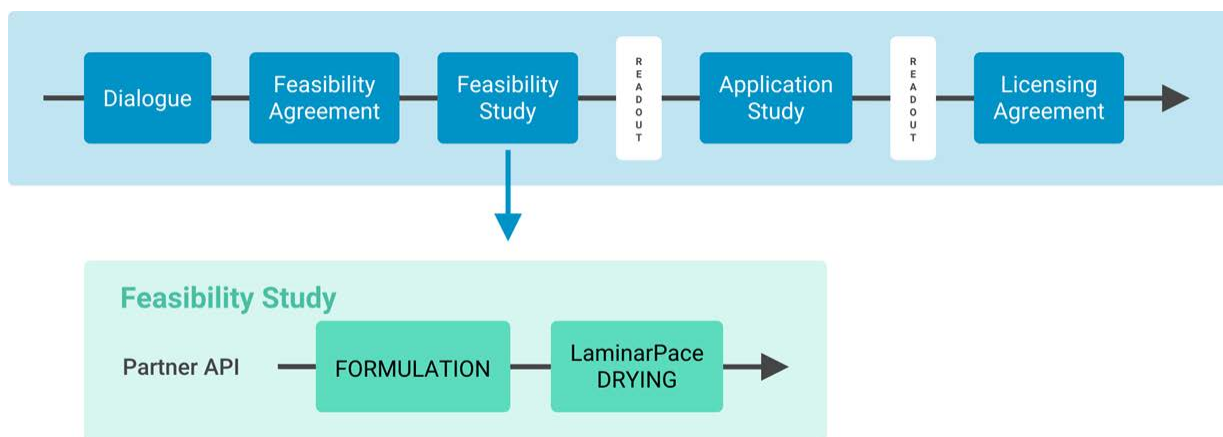 Dialogue
Feasibility
Agreement
Feasibility
Study
READOUT
Application
Study
READOUT
Licensing
Agreement
Feasibility Study
Partner API
FORMULATION
LaminarPace
DRYING